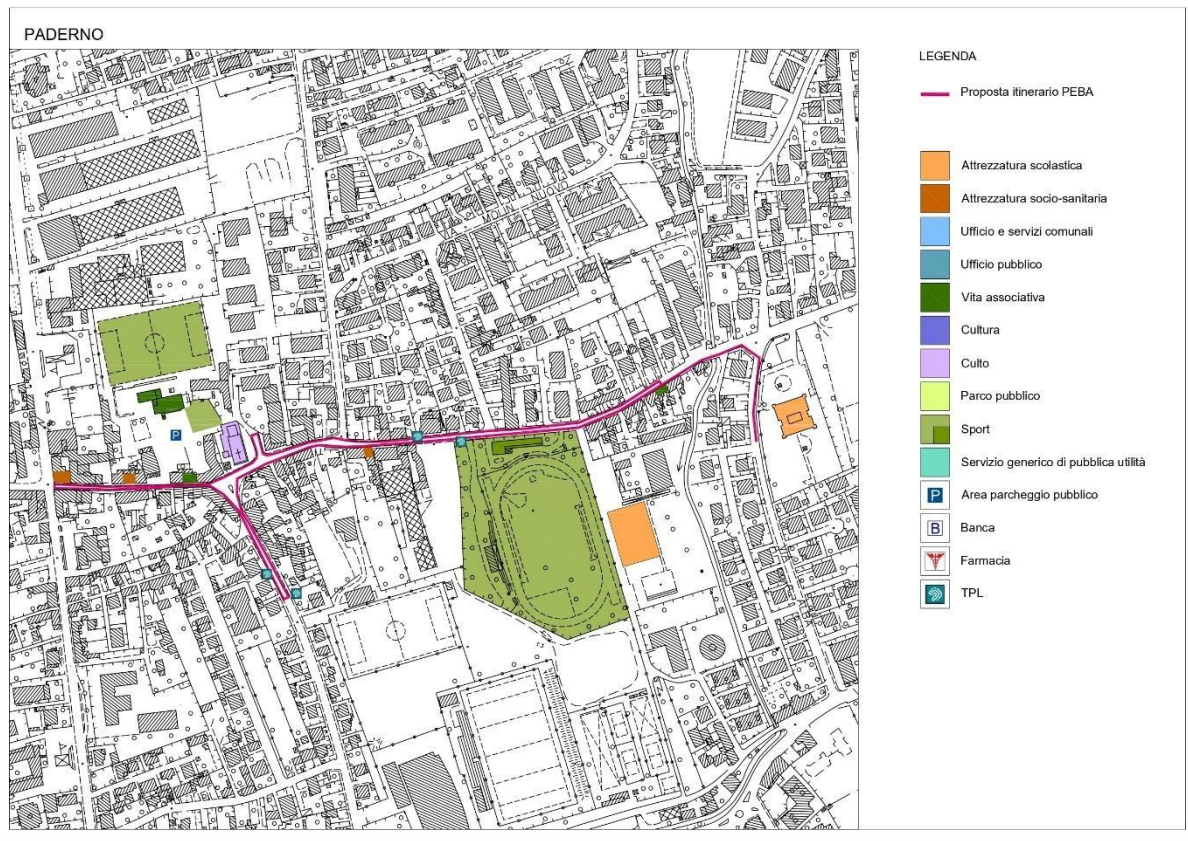 PADERNO
LEGENDA
Proposta itinerario PEBA
Attrezzatura scolastica
Attrezzatura socio-sanitaria
Ufficio e servizi comunali
Ufficio pubblico
Vita associativa
Cultura
Culto
Parco pubblico
Sport
Servizio generico di pubblica utilità
P Area parcheggio pubblico
B Banca
Farmacia
TPL
P